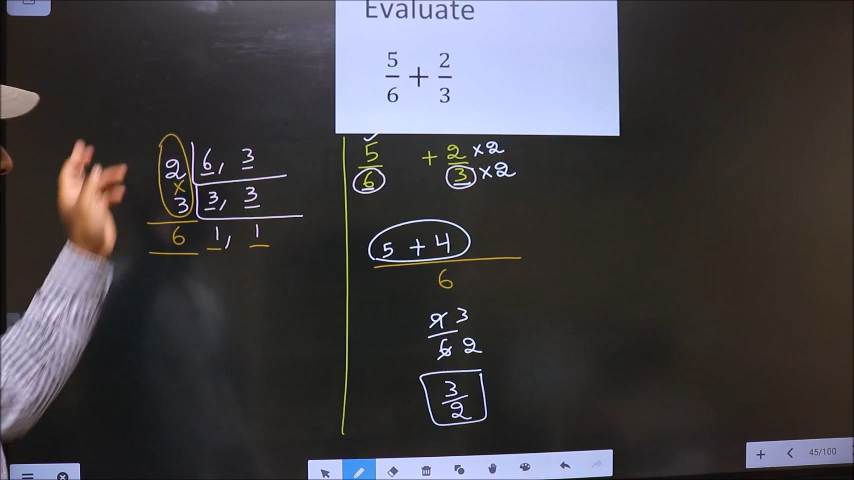 Evaluate
5/6 + 2/3
2 | 6, 3
×
3 | 3, 3
6 1, 1
5/6 + 2×2/3×2
5 + 4
6
9 3
6 2
3/2
45/100